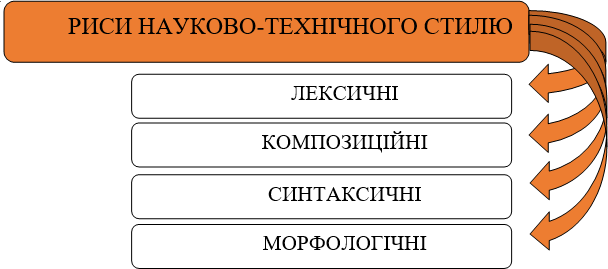 РИСИ НАУКОВО-ТЕХНІЧНОГО СТИЛЮ
ЛЕКСИЧНІ
КОМПОЗИЦІЙНІ
СИНТАКСИЧНІ
МОРФОЛОГІЧНІ